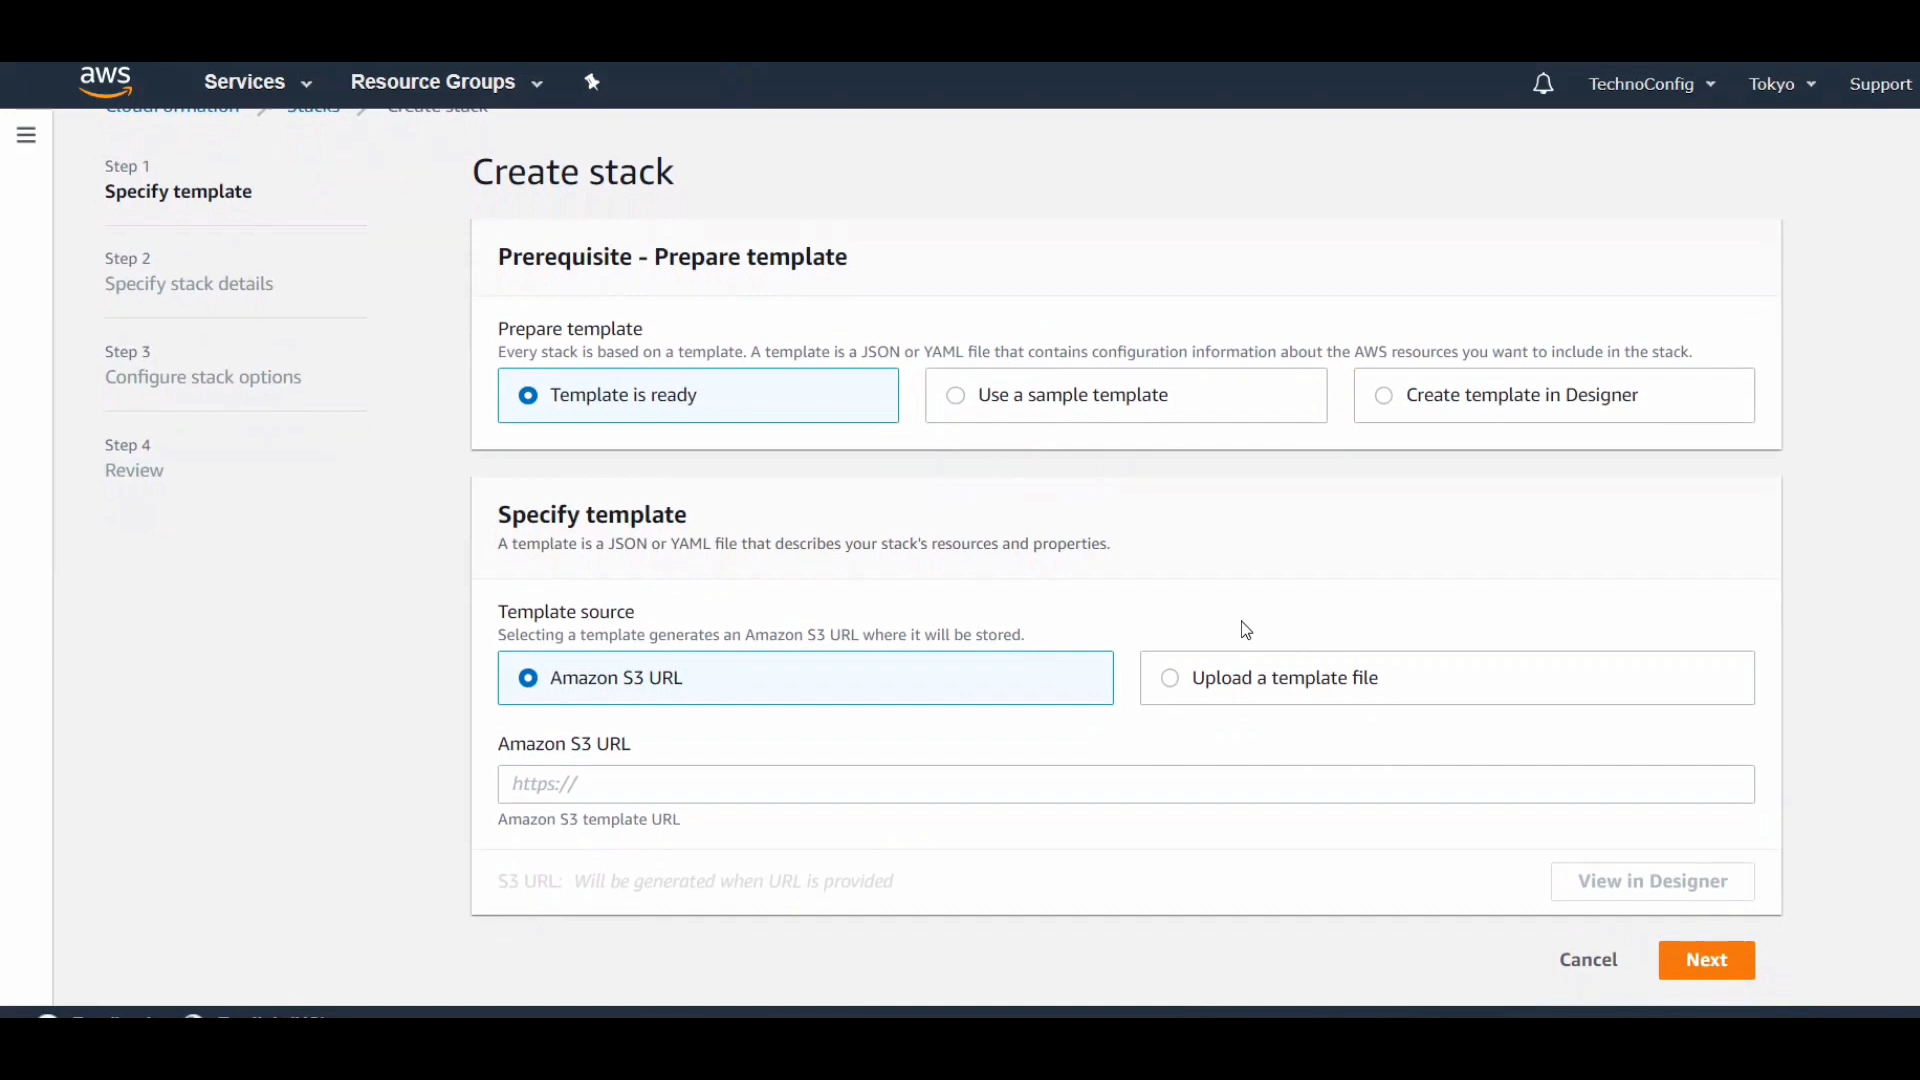 aws Services Resource Groups TechnoConfig Tokyo Support
CloudFormation Stacks Create stack
Step 1
Specify template
Step 2
Specify stack details
Step 3
Configure stack options
Step 4
Review
Create stack
Prerequisite - Prepare template
Prepare template
Every stack is based on a template. A template is a JSON or YAML file that contains configuration information about the AWS resources you want to include in the stack.
Template is ready Use a sample template Create template in Designer
Specify template
A template is a JSON or YAML file that describes your stack's resources and properties.
Template source
Selecting a template generates an Amazon S3 URL where it will be stored.
Amazon S3 URL Upload a template file
Amazon S3 URL
https://
Amazon S3 template URL
S3 URL: Will be generated when URL is provided View in Designer
Cancel Next